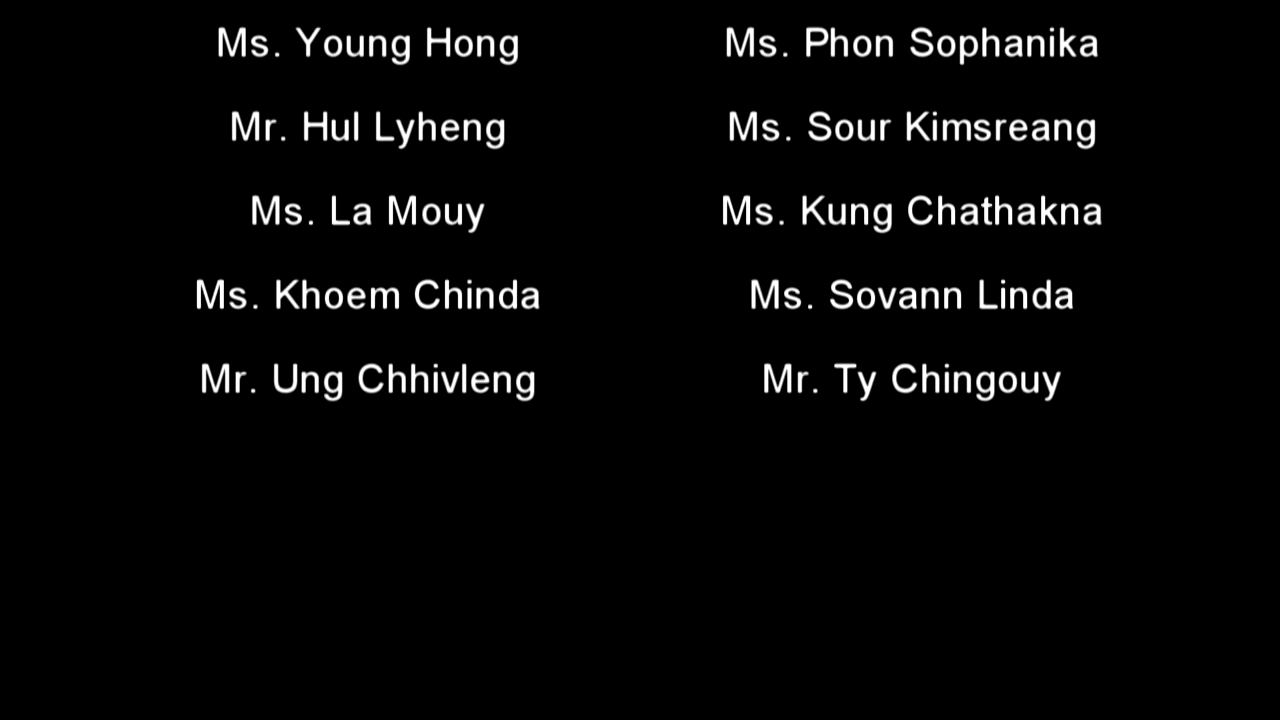 Ms. Young Hong
Ms. Phon Sophanika
Mr. Hul Lyheng
Ms. Sour Kimsreang
Ms. La Mouy
Ms. Kung Chathakna
Ms. Khoem Chinda
Ms. Sovann Linda
Mr. Ung Chhivleng
Mr. Ty Chingouy